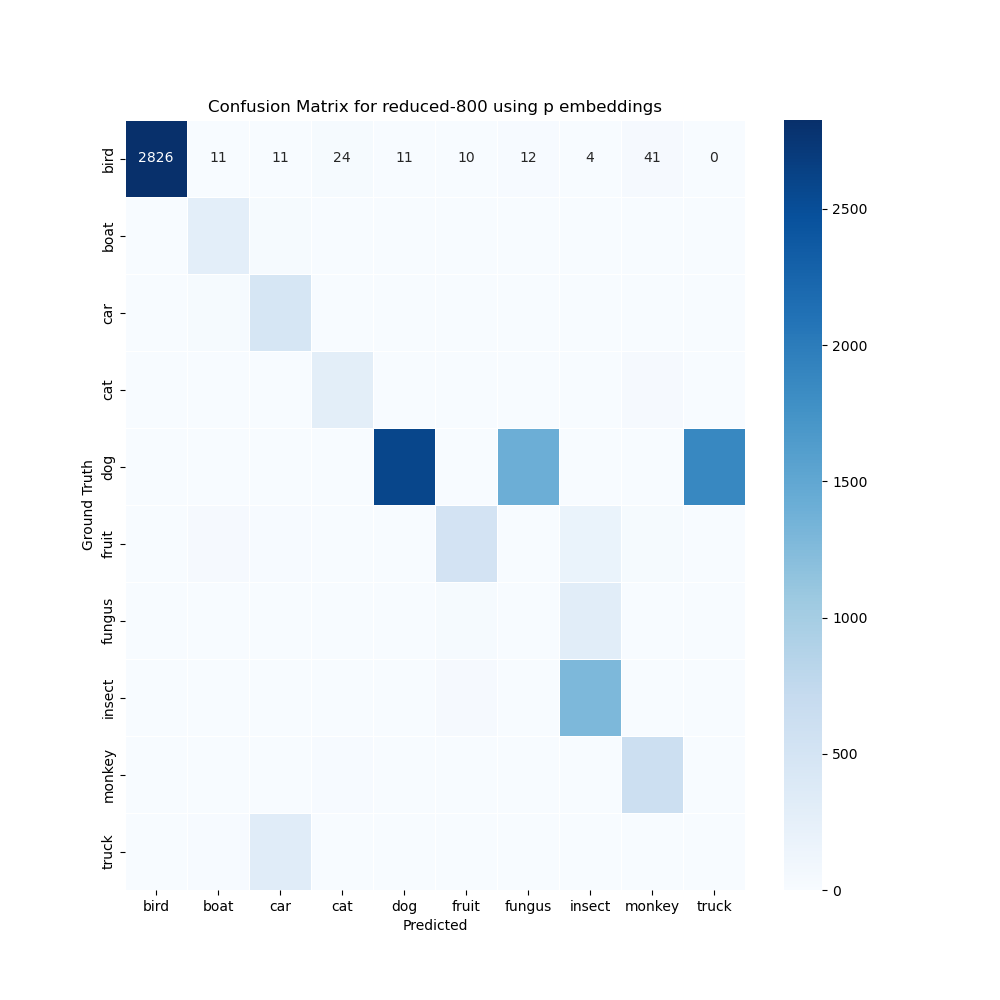 Confusion Matrix for reduced-800 using p embeddings
bird 2826 11 11 24 11 10 12 4 41 0
boat
car
cat
dog
fruit
fungus
insect
monkey
truck
Ground Truth
bird boat car cat dog fruit fungus insect monkey truck
Predicted
2500
2000
1500
1000
500
0